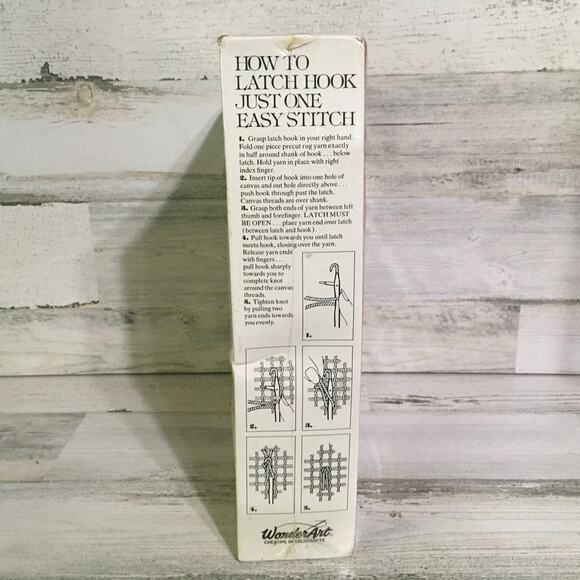 HOW TO
LATCH HOOK
JUST ONE
EASY STITCH
1. Grasp latch hook in your right hand.
Fold one piece precut rug yarn exactly
in half around shank of hook . . . below
latch. Hold yarn in place with right
index finger.
2. Insert tip of hook into one hole of
canvas and out hole directly above . . .
push hook through past the latch.
Canvas threads are over shank.
3. Grasp both ends of yarn between left
thumb and forefinger. LATCH MUST
BE OPEN . . . place yarn end over latch
(between latch and hook).
4. Pull hook towards you until latch
meets hook, closing over the yarn.
Release yarn ends
with fingers . . .
pull hook sharply
towards you to
complete knot
around the canvas
threads.
5. Tighten knot
by pulling two
yarn ends towards
you evenly.
1.
2.
3.
4.
5.
WonderArt
CREATIVE NEEDLECRAFTS